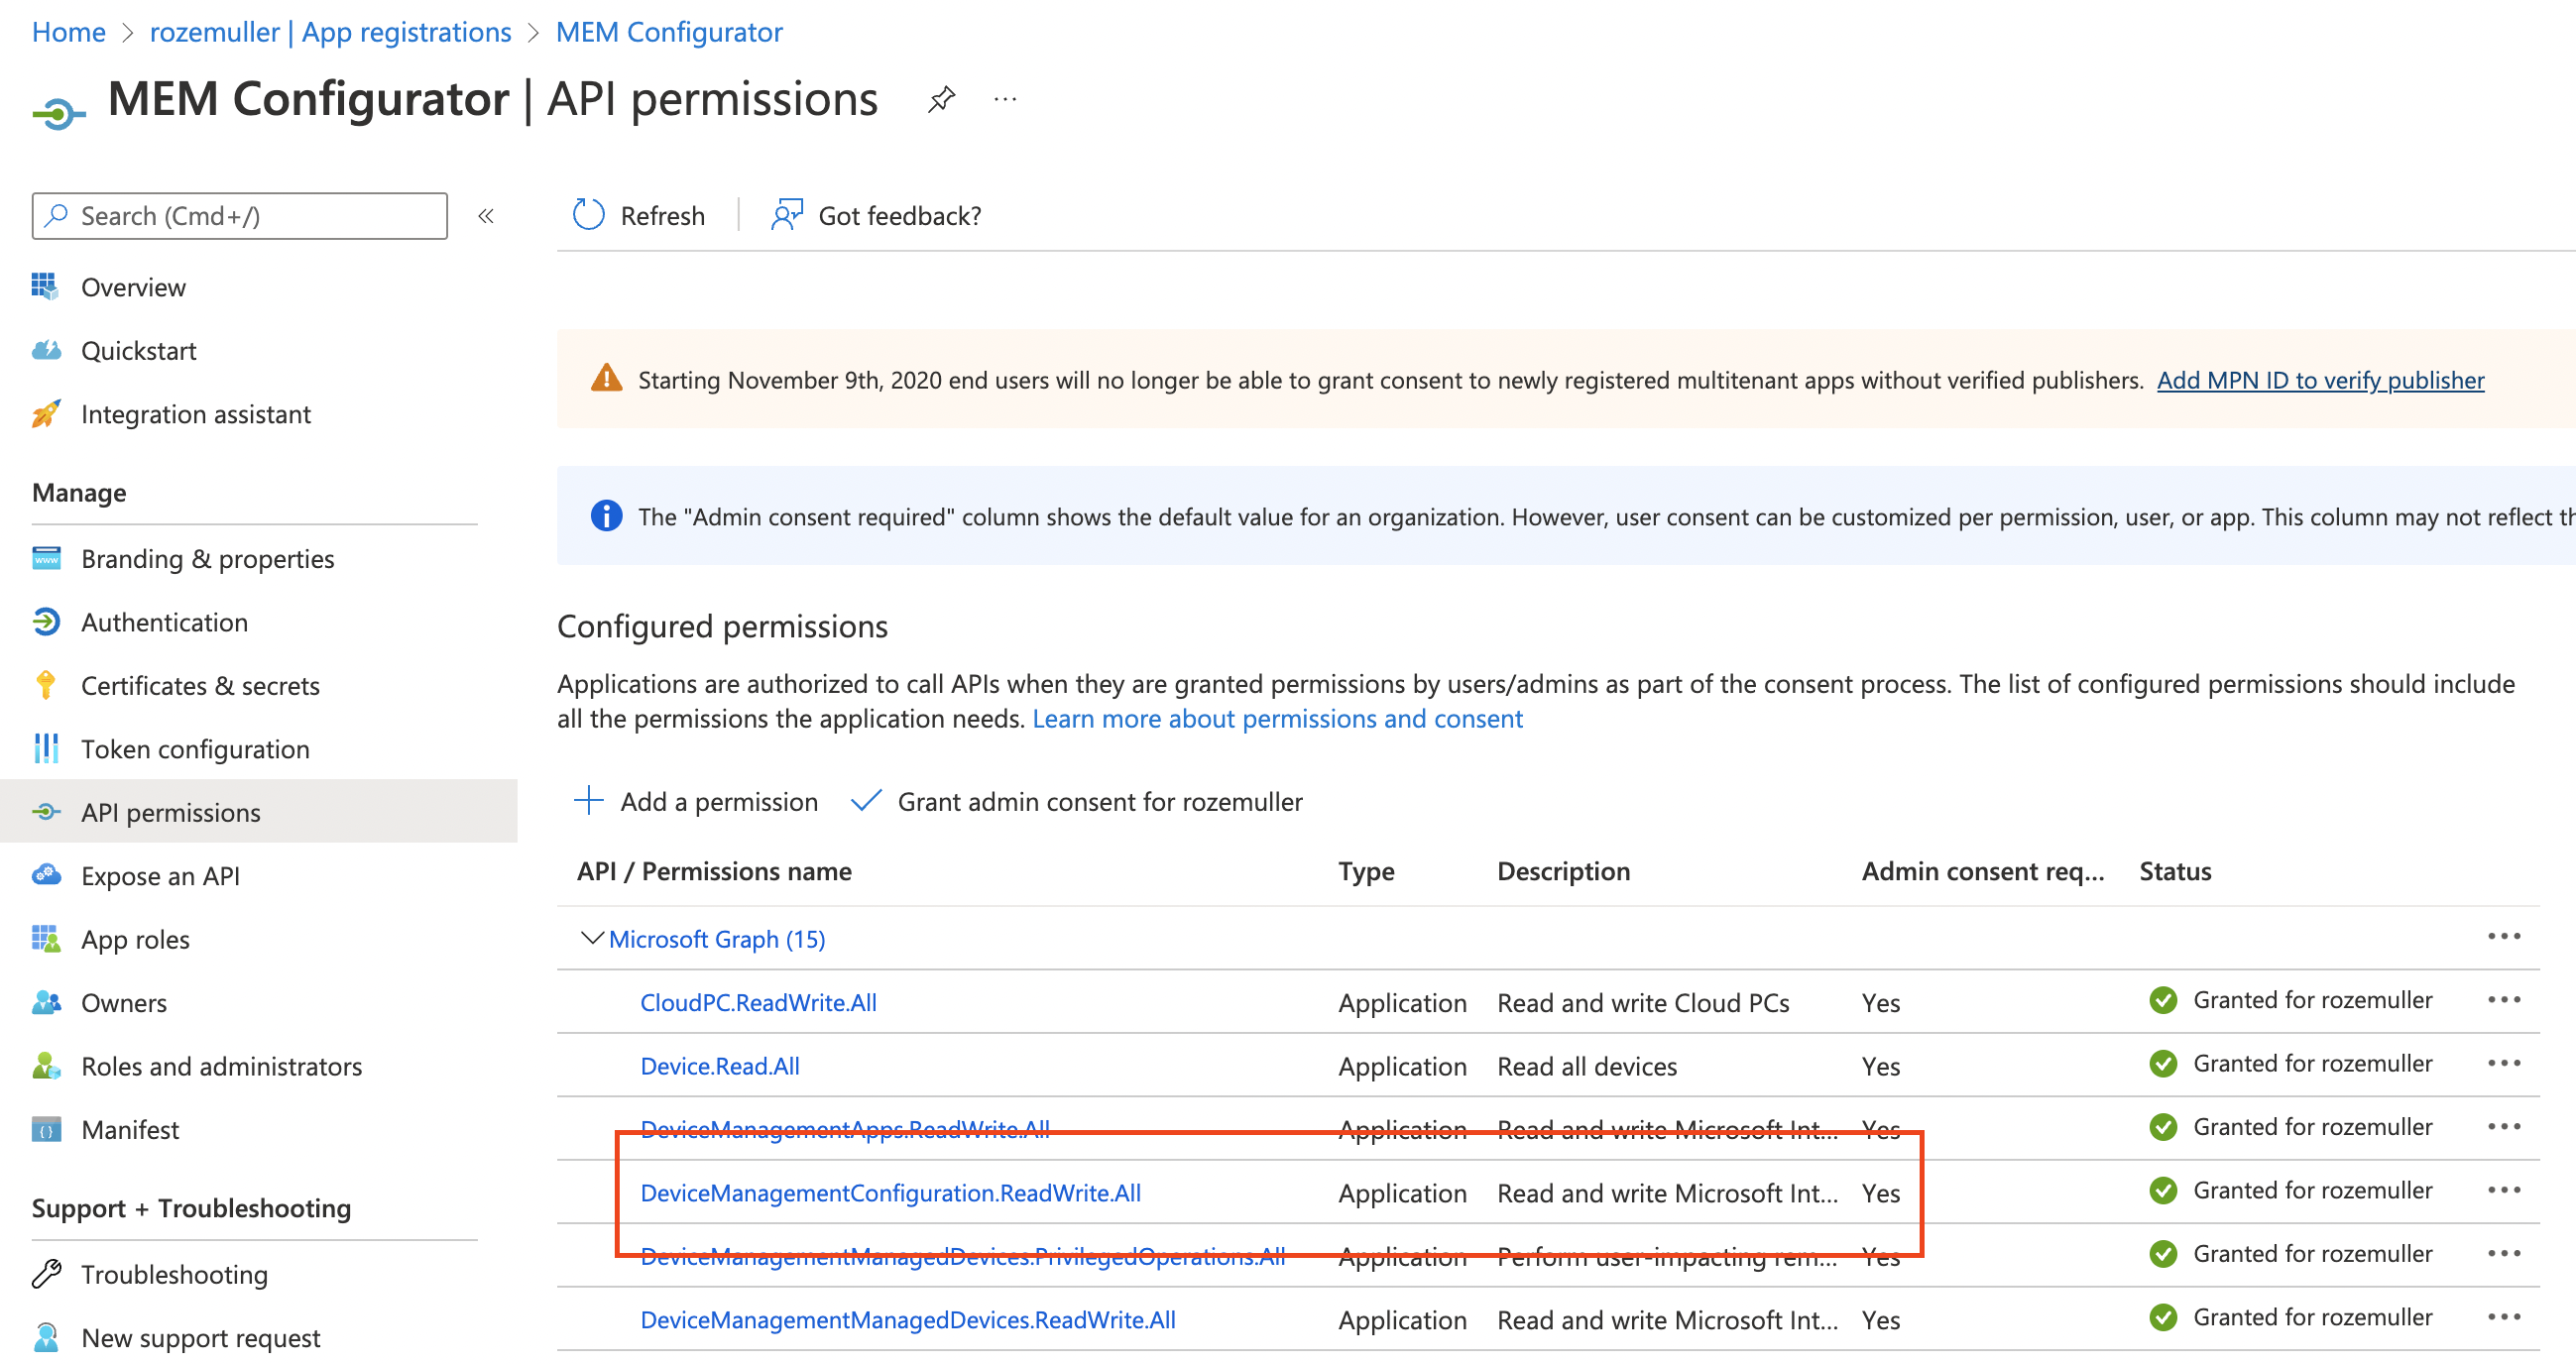 Home > rozemuller | App registrations > MEM Configurator
MEM Configurator | API permissions ...
Search (Cmd+/) «
Refresh | Got feedback?
Overview
Quickstart
Integration assistant
Manage
Branding & properties
Authentication
Certificates & secrets
Token configuration
API permissions
Expose an API
App roles
Owners
Roles and administrators
Manifest
Support + Troubleshooting
Troubleshooting
New support request
Starting November 9th, 2020 end users will no longer be able to grant consent to newly registered multitenant apps without verified publishers. Add MPN ID to verify publisher
The "Admin consent required" column shows the default value for an organization. However, user consent can be customized per permission, user, or app. This column may not reflect th
Configured permissions
Applications are authorized to call APIs when they are granted permissions by users/admins as part of the consent process. The list of configured permissions should include
all the permissions the application needs. Learn more about permissions and consent
Add a permission Grant admin consent for rozemuller
API / Permissions name Type Description Admin consent req... Status
Microsoft Graph (15) ...
CloudPC.ReadWrite.All Application Read and write Cloud PCs Yes Granted for rozemuller ...
Device.Read.All Application Read all devices Yes Granted for rozemuller ...
DeviceManagementApps.ReadWrite.All Application Read and write Microsoft Int... Yes Granted for rozemuller ...
DeviceManagementConfiguration.ReadWrite.All Application Read and write Microsoft Int... Yes Granted for rozemuller ...
DeviceManagementManagedDevices.PrivilegedOperations.All Application Perform user-impacting rem... Yes Granted for rozemuller ...
DeviceManagementManagedDevices.ReadWrite.All Application Read and write Microsoft Int... Yes Granted for rozemuller ...